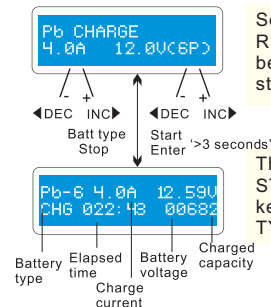 Pb CHARGE
4.0A 12.0V(6P)
- +
◀DEC INC▶
- +
◀DEC INC▶
Batt type
Stop
Start
Enter
'>3 seconds'
Pb-6 4.0A 12.59V
CHG 022:43 00682
Battery
type
Elapsed
time
Charge
current
Battery
voltage
Charged
capacity